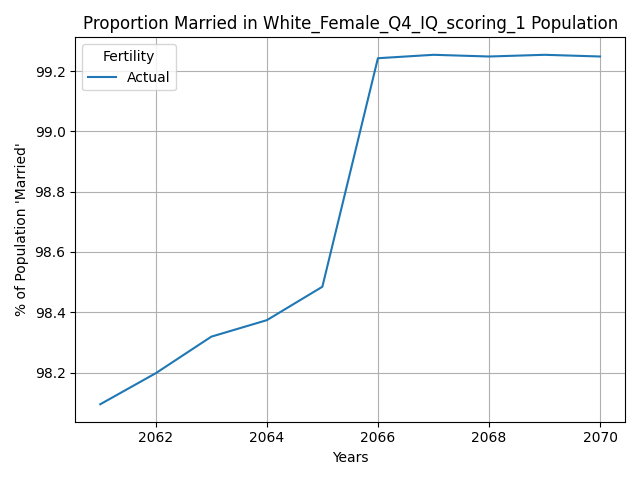 Proportion Married in White_Female_Q4_IQ_scoring_1 Population
Fertility
Actual
99.2
99.0
98.8
98.6
98.4
98.2
% of Population 'Married'
2062 2064 2066 2068 2070
Years